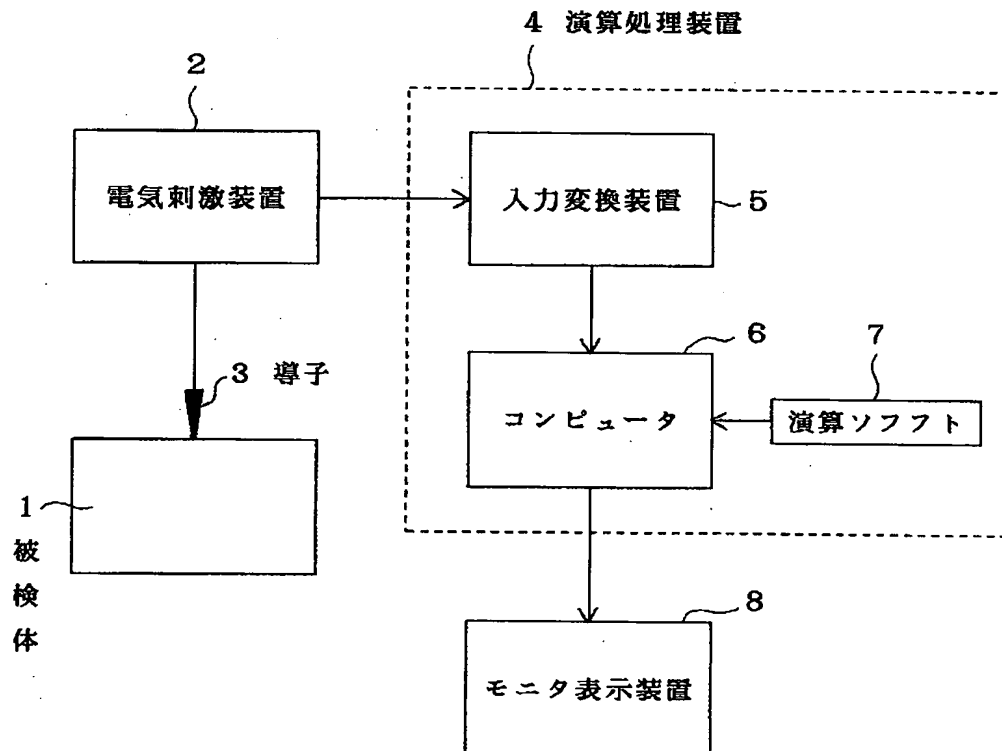 4 演算処理装置
2
電気刺激装置
入力変換装置
5
6
7
3 導子
コンピュータ
演算ソフフト
1
被
検
体
8
モニタ表示装置